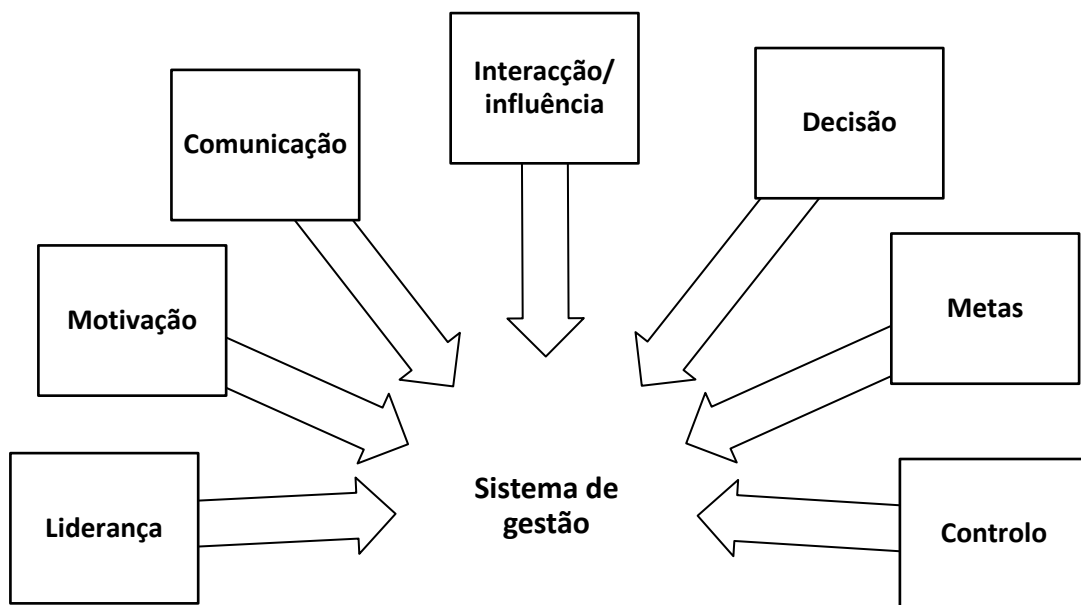 Interacção/
influência
Comunicação
Decisão
Motivação
Metas
Liderança
Sistema de
gestão
Controlo